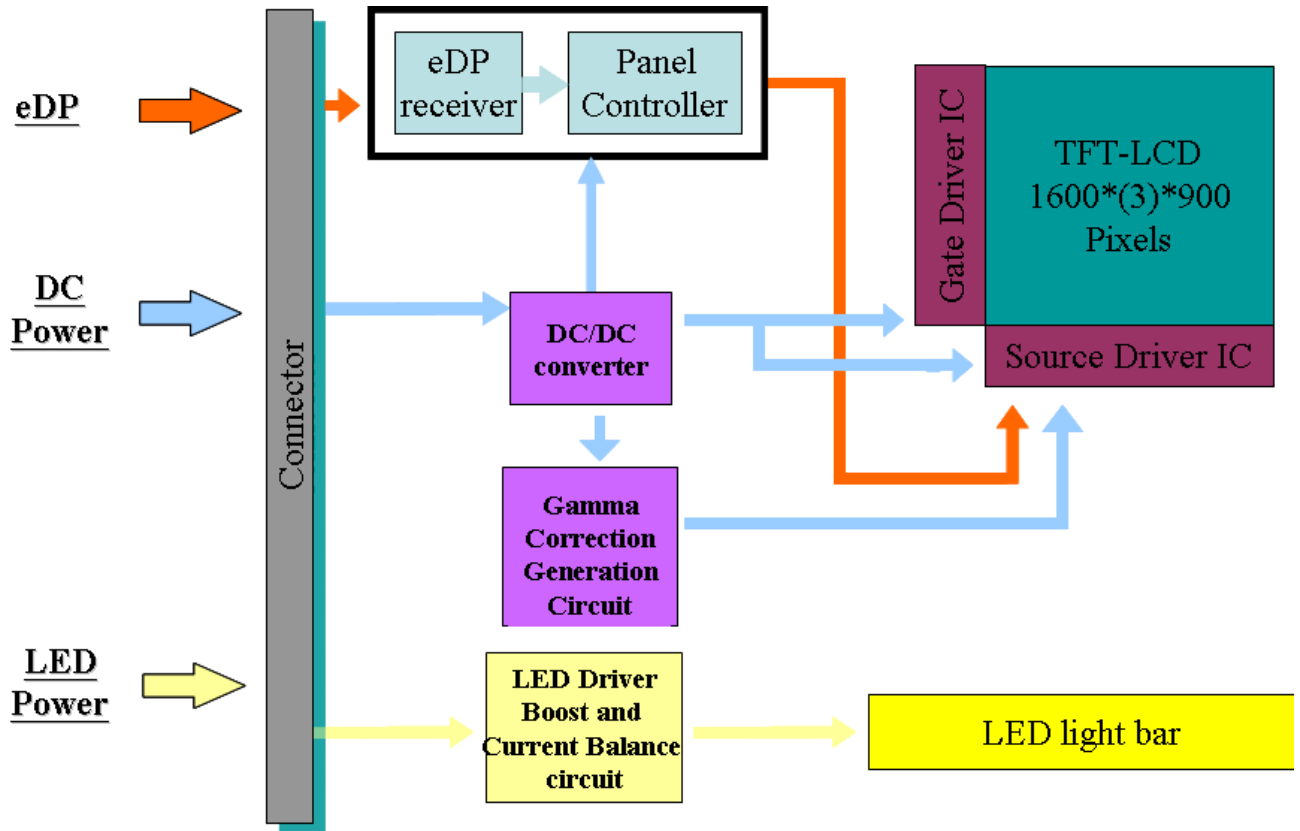 eDP
DC
Power
LED
Power
Connector
eDP
receiver
Panel
Controller
DC/DC
converter
Gamma
Correction
Generation
Circuit
LED Driver
Boost and
Current Balance
circuit
Gate Driver IC
TFT-LCD
1600*(3)*900
Pixels
Source Driver IC
LED light bar